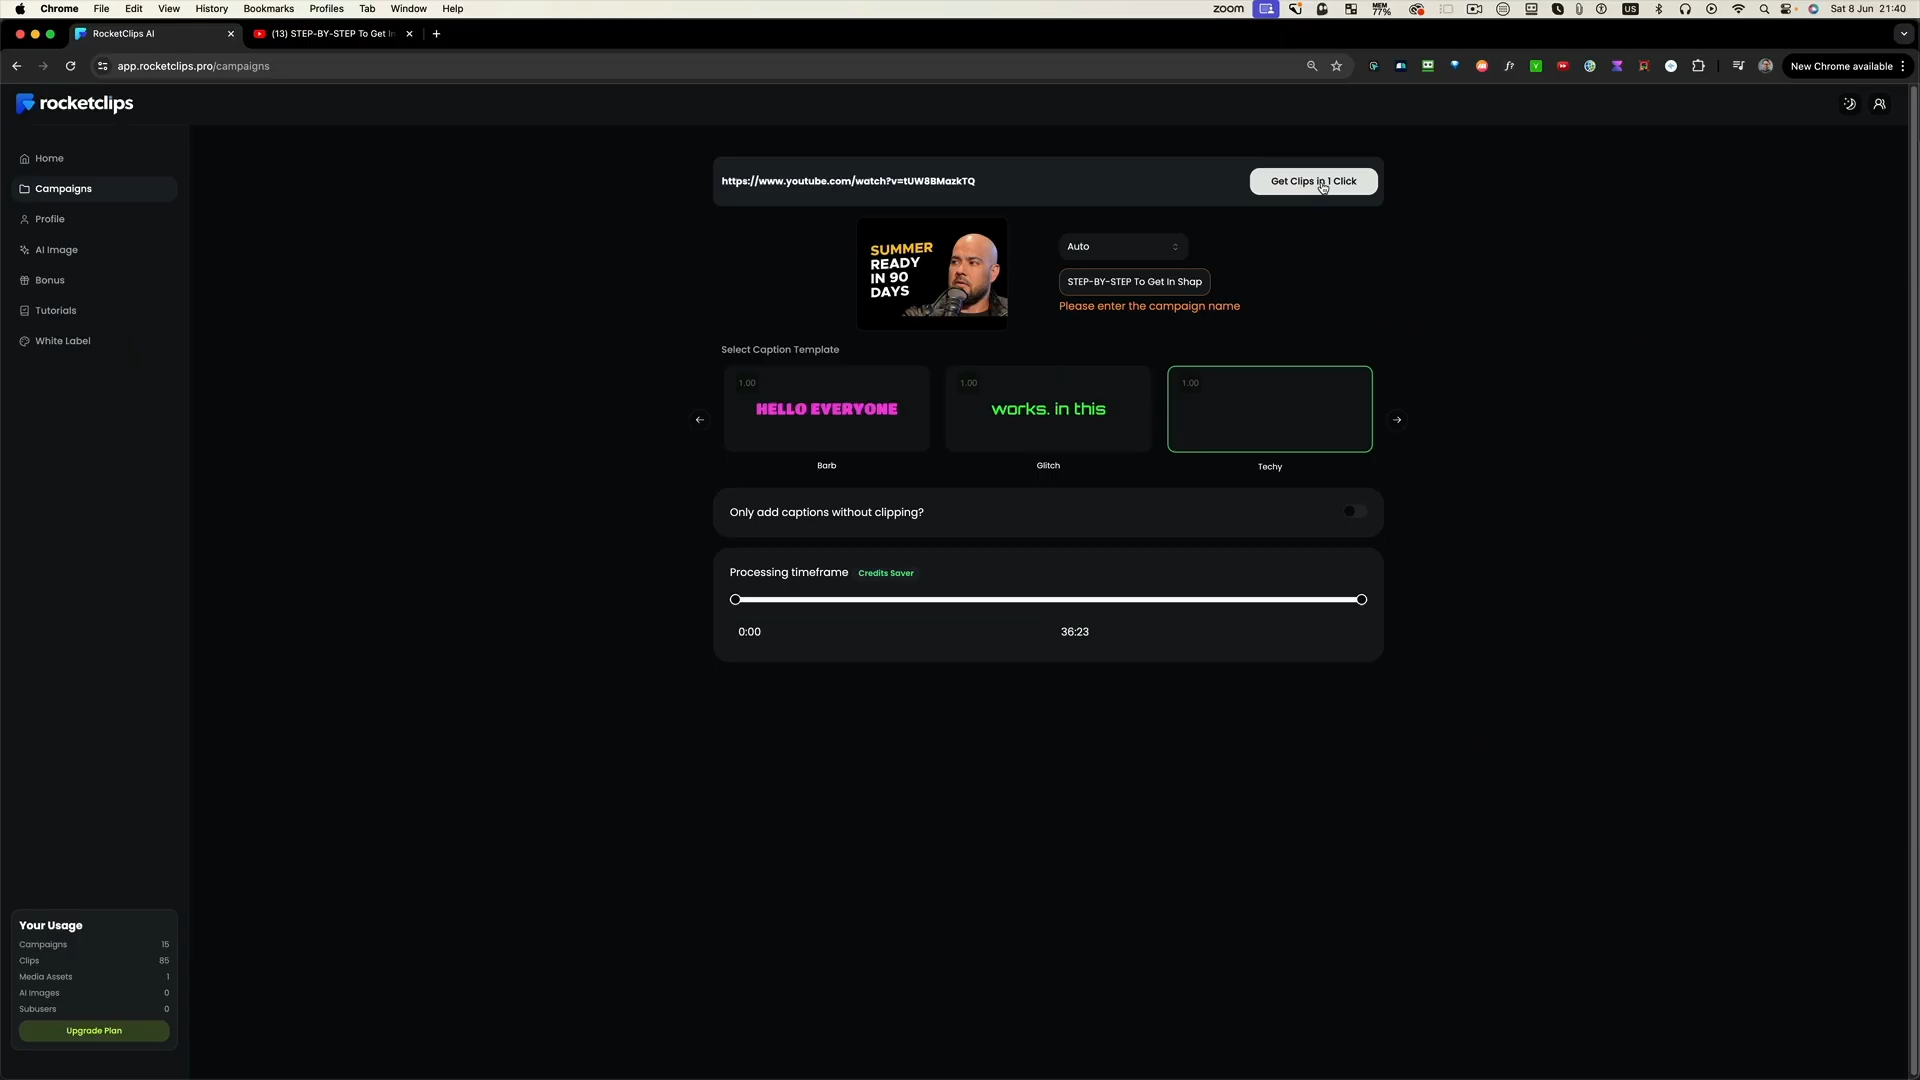 Chrome File Edit View History Bookmarks Profiles Tab Window Help
zoom MEM 77% US Sat 8 Jun 21:40
RocketClips AI
(13) STEP-BY-STEP To Get In
app.rocketclips.pro/campaigns
New Chrome available
rocketclips
Home
Campaigns
Profile
AI Image
Bonus
Tutorials
White Label
https://www.youtube.com/watch?v=tUW8BMazkTQ
Get Clips in 1 Click
SUMMER
READY
IN 90
DAYS
Auto
STEP-BY-STEP To Get In Shap
Please enter the campaign name
Select Caption Template
1.00
HELLO EVERYONE
Barb
1.00
works. in this
Glitch
1.00
Techy
Only add captions without clipping?
Processing timeframe Credits Saver
0:00 36:23
Your Usage
Campaigns 15
Clips 85
Media Assets 1
AI Images 0
Subusers 0
Upgrade Plan